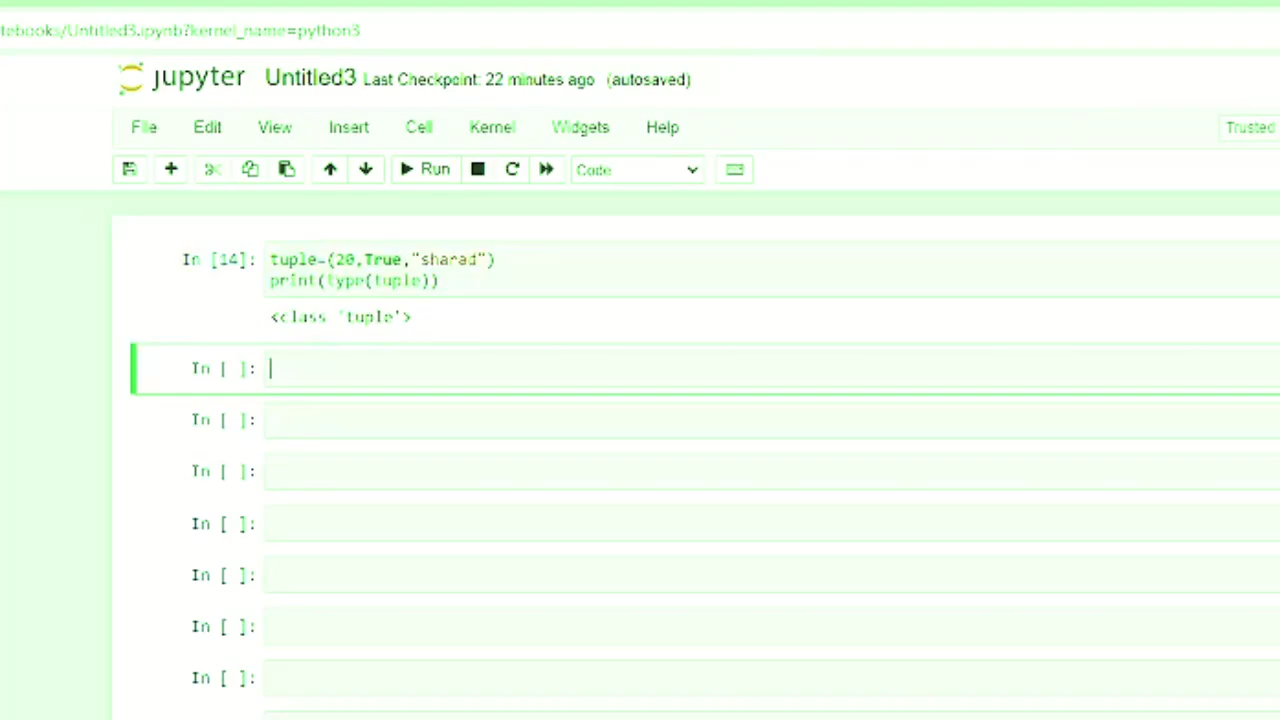 tebooks/Untitled3.ipynb?kernel_name=python3
jupyter Untitled3 Last Checkpoint: 22 minutes ago (autosaved)
File Edit View Insert Cell Kernel Widgets Help
Trusted
Run Code
In [14]: tuple=(20,True,"sharad")
print(type(tuple))
<class 'tuple'>
In [ ]:
In [ ]:
In [ ]:
In [ ]:
In [ ]:
In [ ]:
In [ ]: